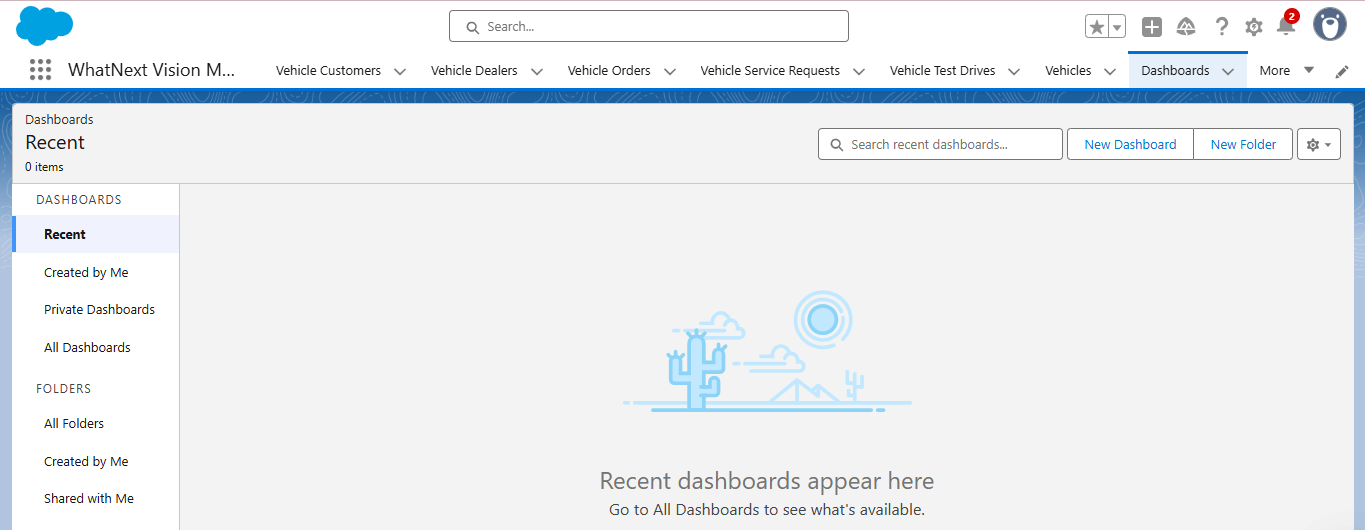 Search...
2
WhatNext Vision M...
Vehicle Customers
Vehicle Dealers
Vehicle Orders
Vehicle Service Requests
Vehicle Test Drives
Vehicles
Dashboards
More
Dashboards
Recent
0 items
Search recent dashboards...
New Dashboard
New Folder
DASHBOARDS
Recent
Created by Me
Private Dashboards
All Dashboards
FOLDERS
All Folders
Created by Me
Shared with Me
Recent dashboards appear here
Go to All Dashboards to see what's available.